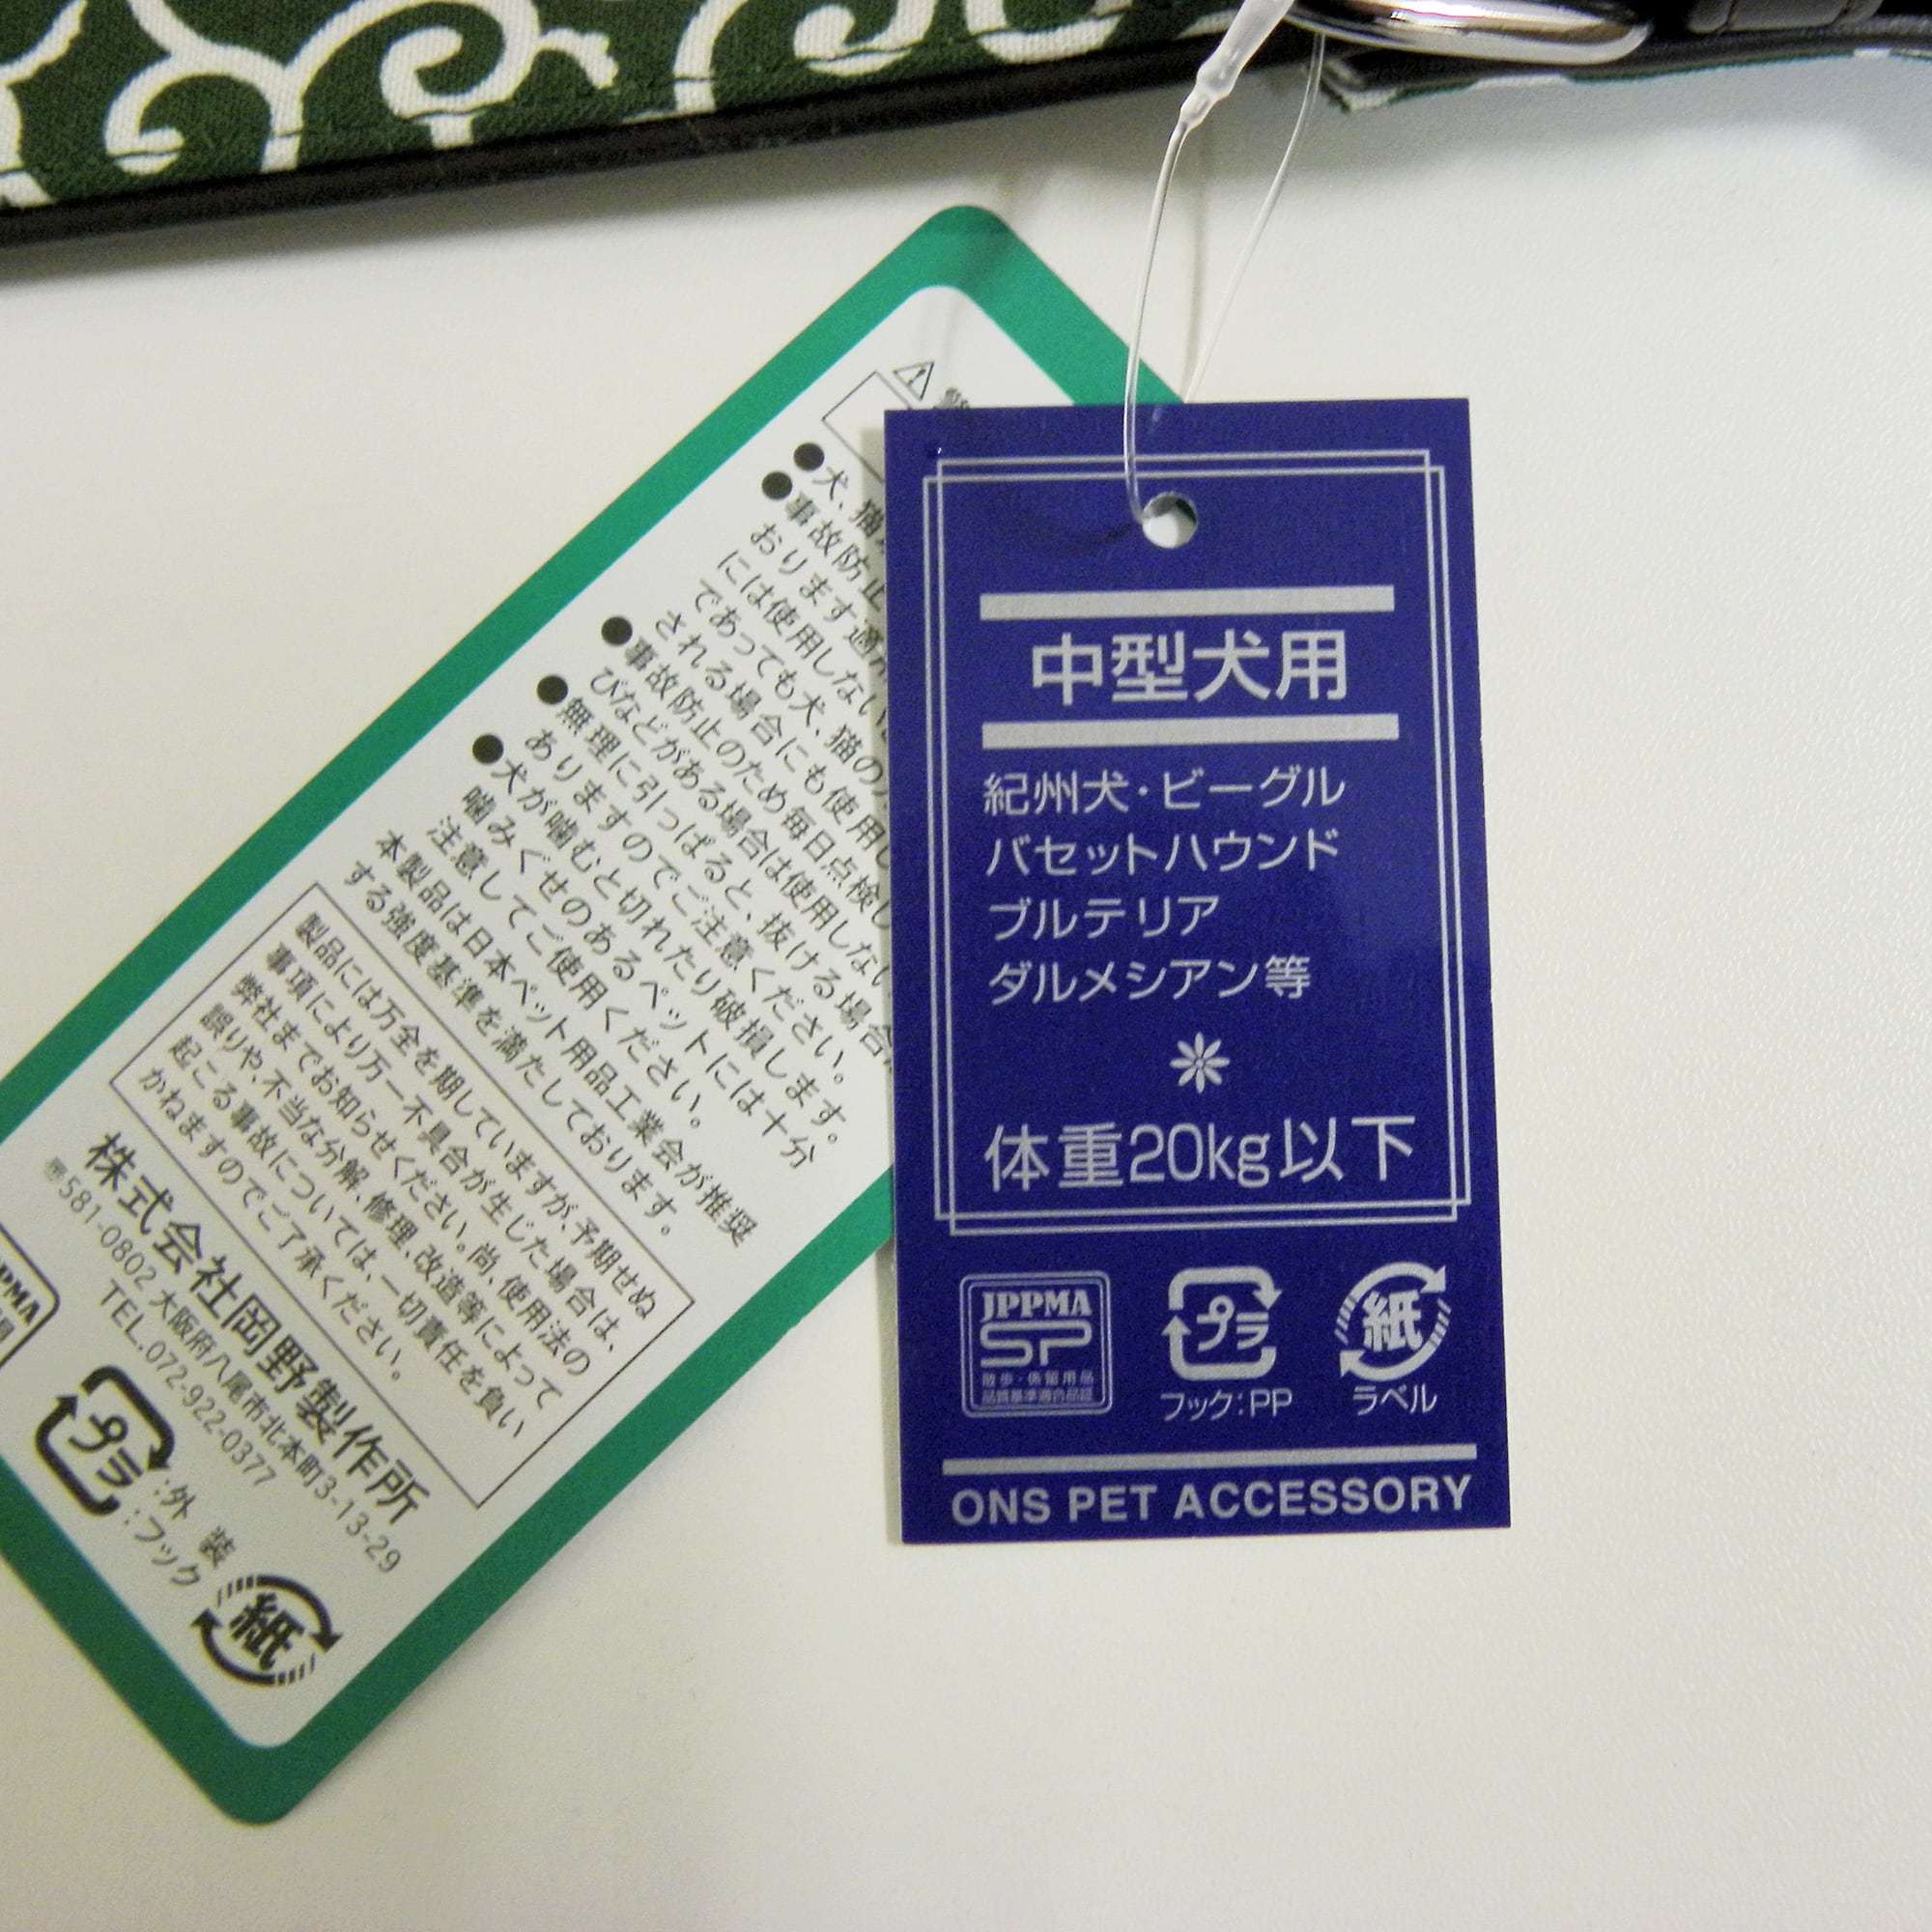 中型犬用
紀州犬・ビーグル
バセットハウンド
ブルテリア
ダルメシアン等
体重20kg以下
JPPMA
SP
散歩・係留用品
品質基準適合品認
プラ
フック:PP
紙
ラベル
ONS PET ACCESSORY
●犬、猫
●事故防止
おります適
には使用しない
であっても犬、猫の
される場合にも使用し
●事故防止のため毎日点検し
びなどがある場合は使用しない
●無理に引っぱると、抜ける場合
ありますのでご注意ください。
●犬が噛むと切れたり破損します。
噛みぐせのあるペットには十分
注意してご使用ください。
本製品は日本ペット用品工業会が推奨
する強度基準を満たしております。
製品には万全を期していますが、予期せぬ
事項により万一不具合が生じた場合は、
弊社までお知らせください。尚、使用法の
誤りや、不当な分解、修理、改造等によって
起こる事故については、一切責任を負い
かねますのでご了承ください。
株式会社岡野製作所
〒581-0802 大阪府八尾市北本町3-13-29
TEL.072-922-0377
プラ
:外 装
:フック
紙